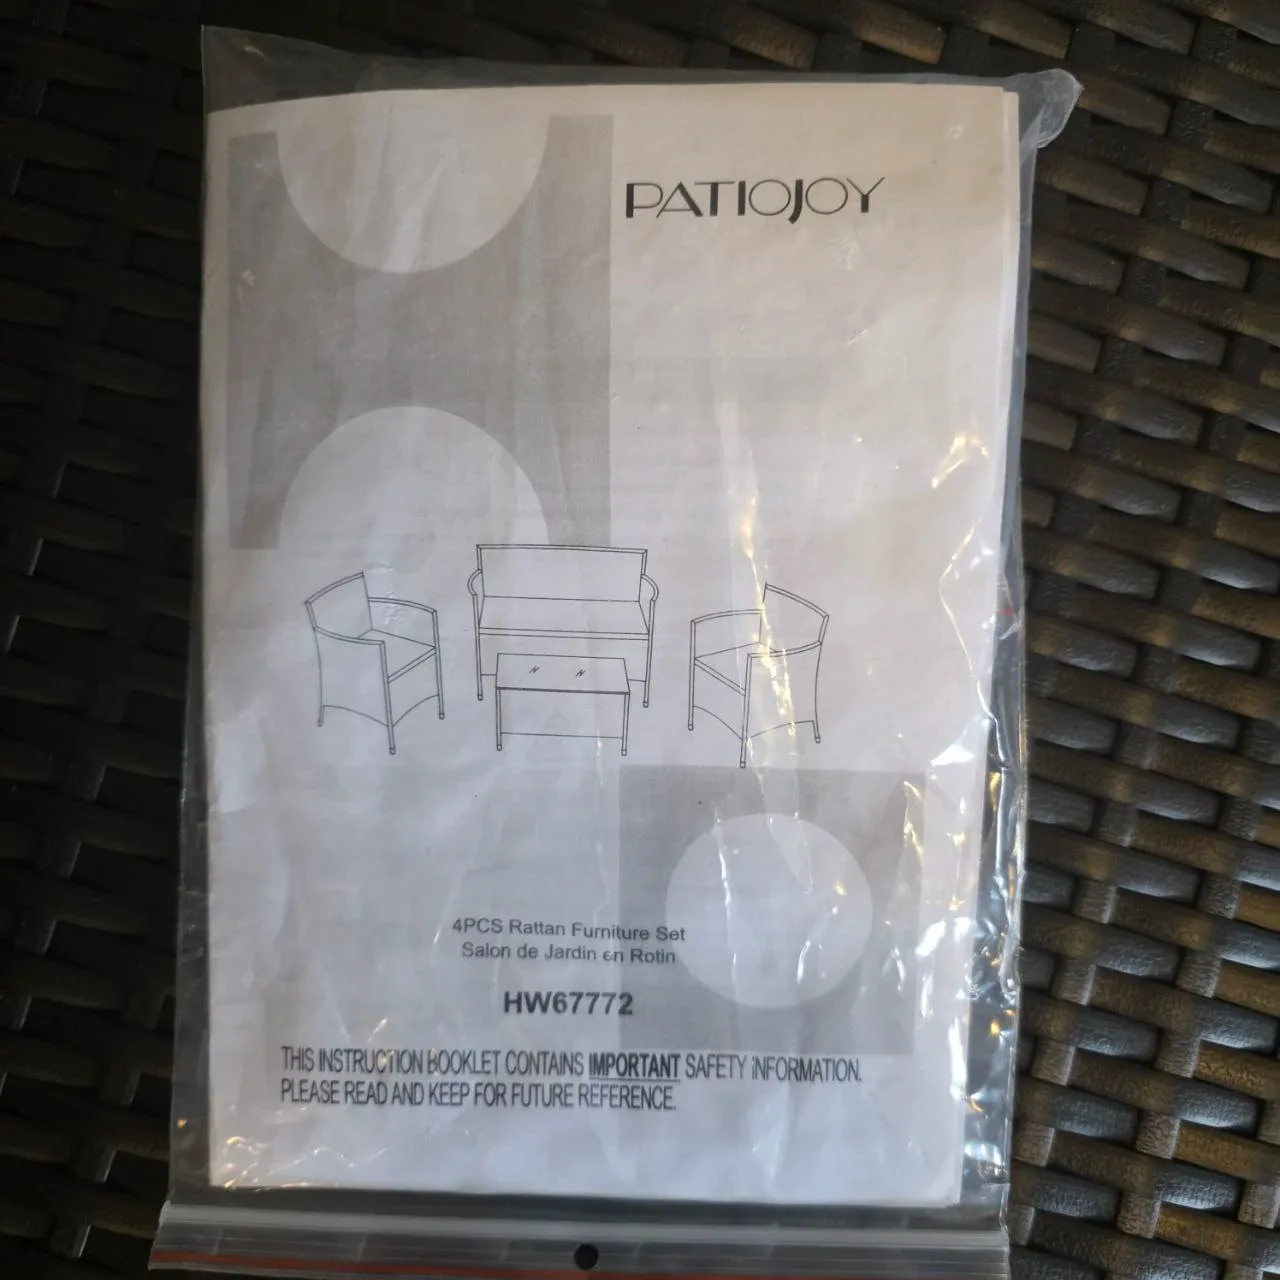 PATIOJOY
4PCS Rattan Furniture Set
Salon de Jardin en Rotin
HW67772
THIS INSTRUCTION BOOKLET CONTAINS IMPORTANT SAFETY INFORMATION.
PLEASE READ AND KEEP FOR FUTURE REFERENCE.